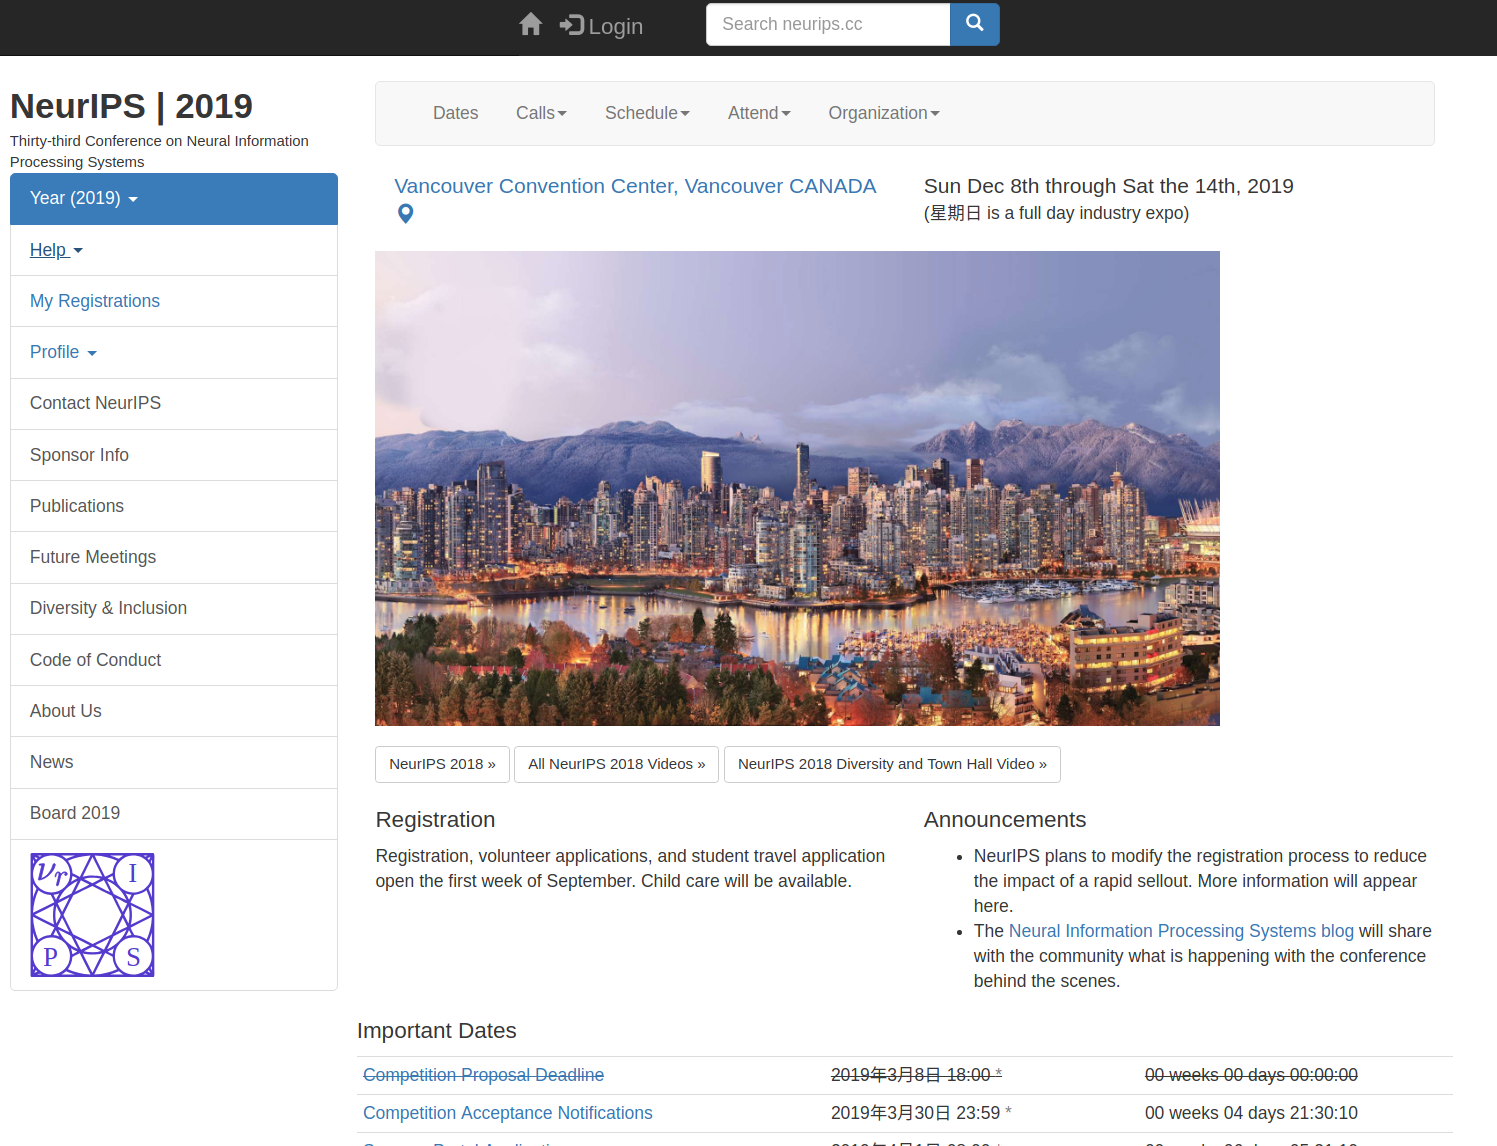 Login
Search neurips.cc
NeurIPS | 2019
Thirty-third Conference on Neural Information
Processing Systems
Year (2019)
Help
My Registrations
Profile
Contact NeurIPS
Sponsor Info
Publications
Future Meetings
Diversity & Inclusion
Code of Conduct
About Us
News
Board 2019
ν r I
P S
Dates Calls Schedule Attend Organization
Vancouver Convention Center, Vancouver CANADA
Sun Dec 8th through Sat the 14th, 2019
(星期日 is a full day industry expo)
NeurIPS 2018 » All NeurIPS 2018 Videos » NeurIPS 2018 Diversity and Town Hall Video »
Registration
Registration, volunteer applications, and student travel application
open the first week of September. Child care will be available.
Announcements
• NeurIPS plans to modify the registration process to reduce
the impact of a rapid sellout. More information will appear
here.
• The Neural Information Processing Systems blog will share
with the community what is happening with the conference
behind the scenes.
Important Dates
Competition Proposal Deadline 2019年3月8日 18:00 * 00 weeks 00 days 00:00:00
Competition Acceptance Notifications 2019年3月30日 23:59 * 00 weeks 04 days 21:30:10